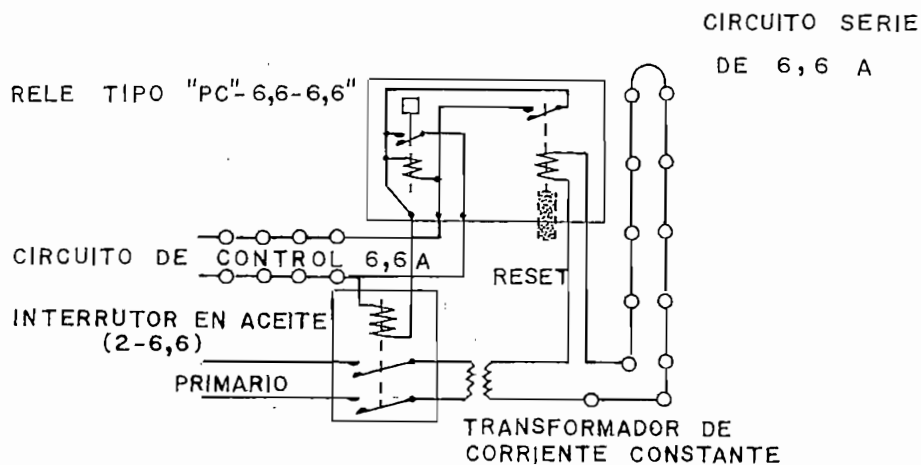 CIRCUITO SERIE
DE 6,6 A
RELE TIPO "PC"-6,6-6,6"
CIRCUITO DE CONTROL 6,6 A
RESET
INTERRUTOR EN ACEITE
(2-6,6)
PRIMARIO
TRANSFORMADOR DE
CORRIENTE CONSTANTE